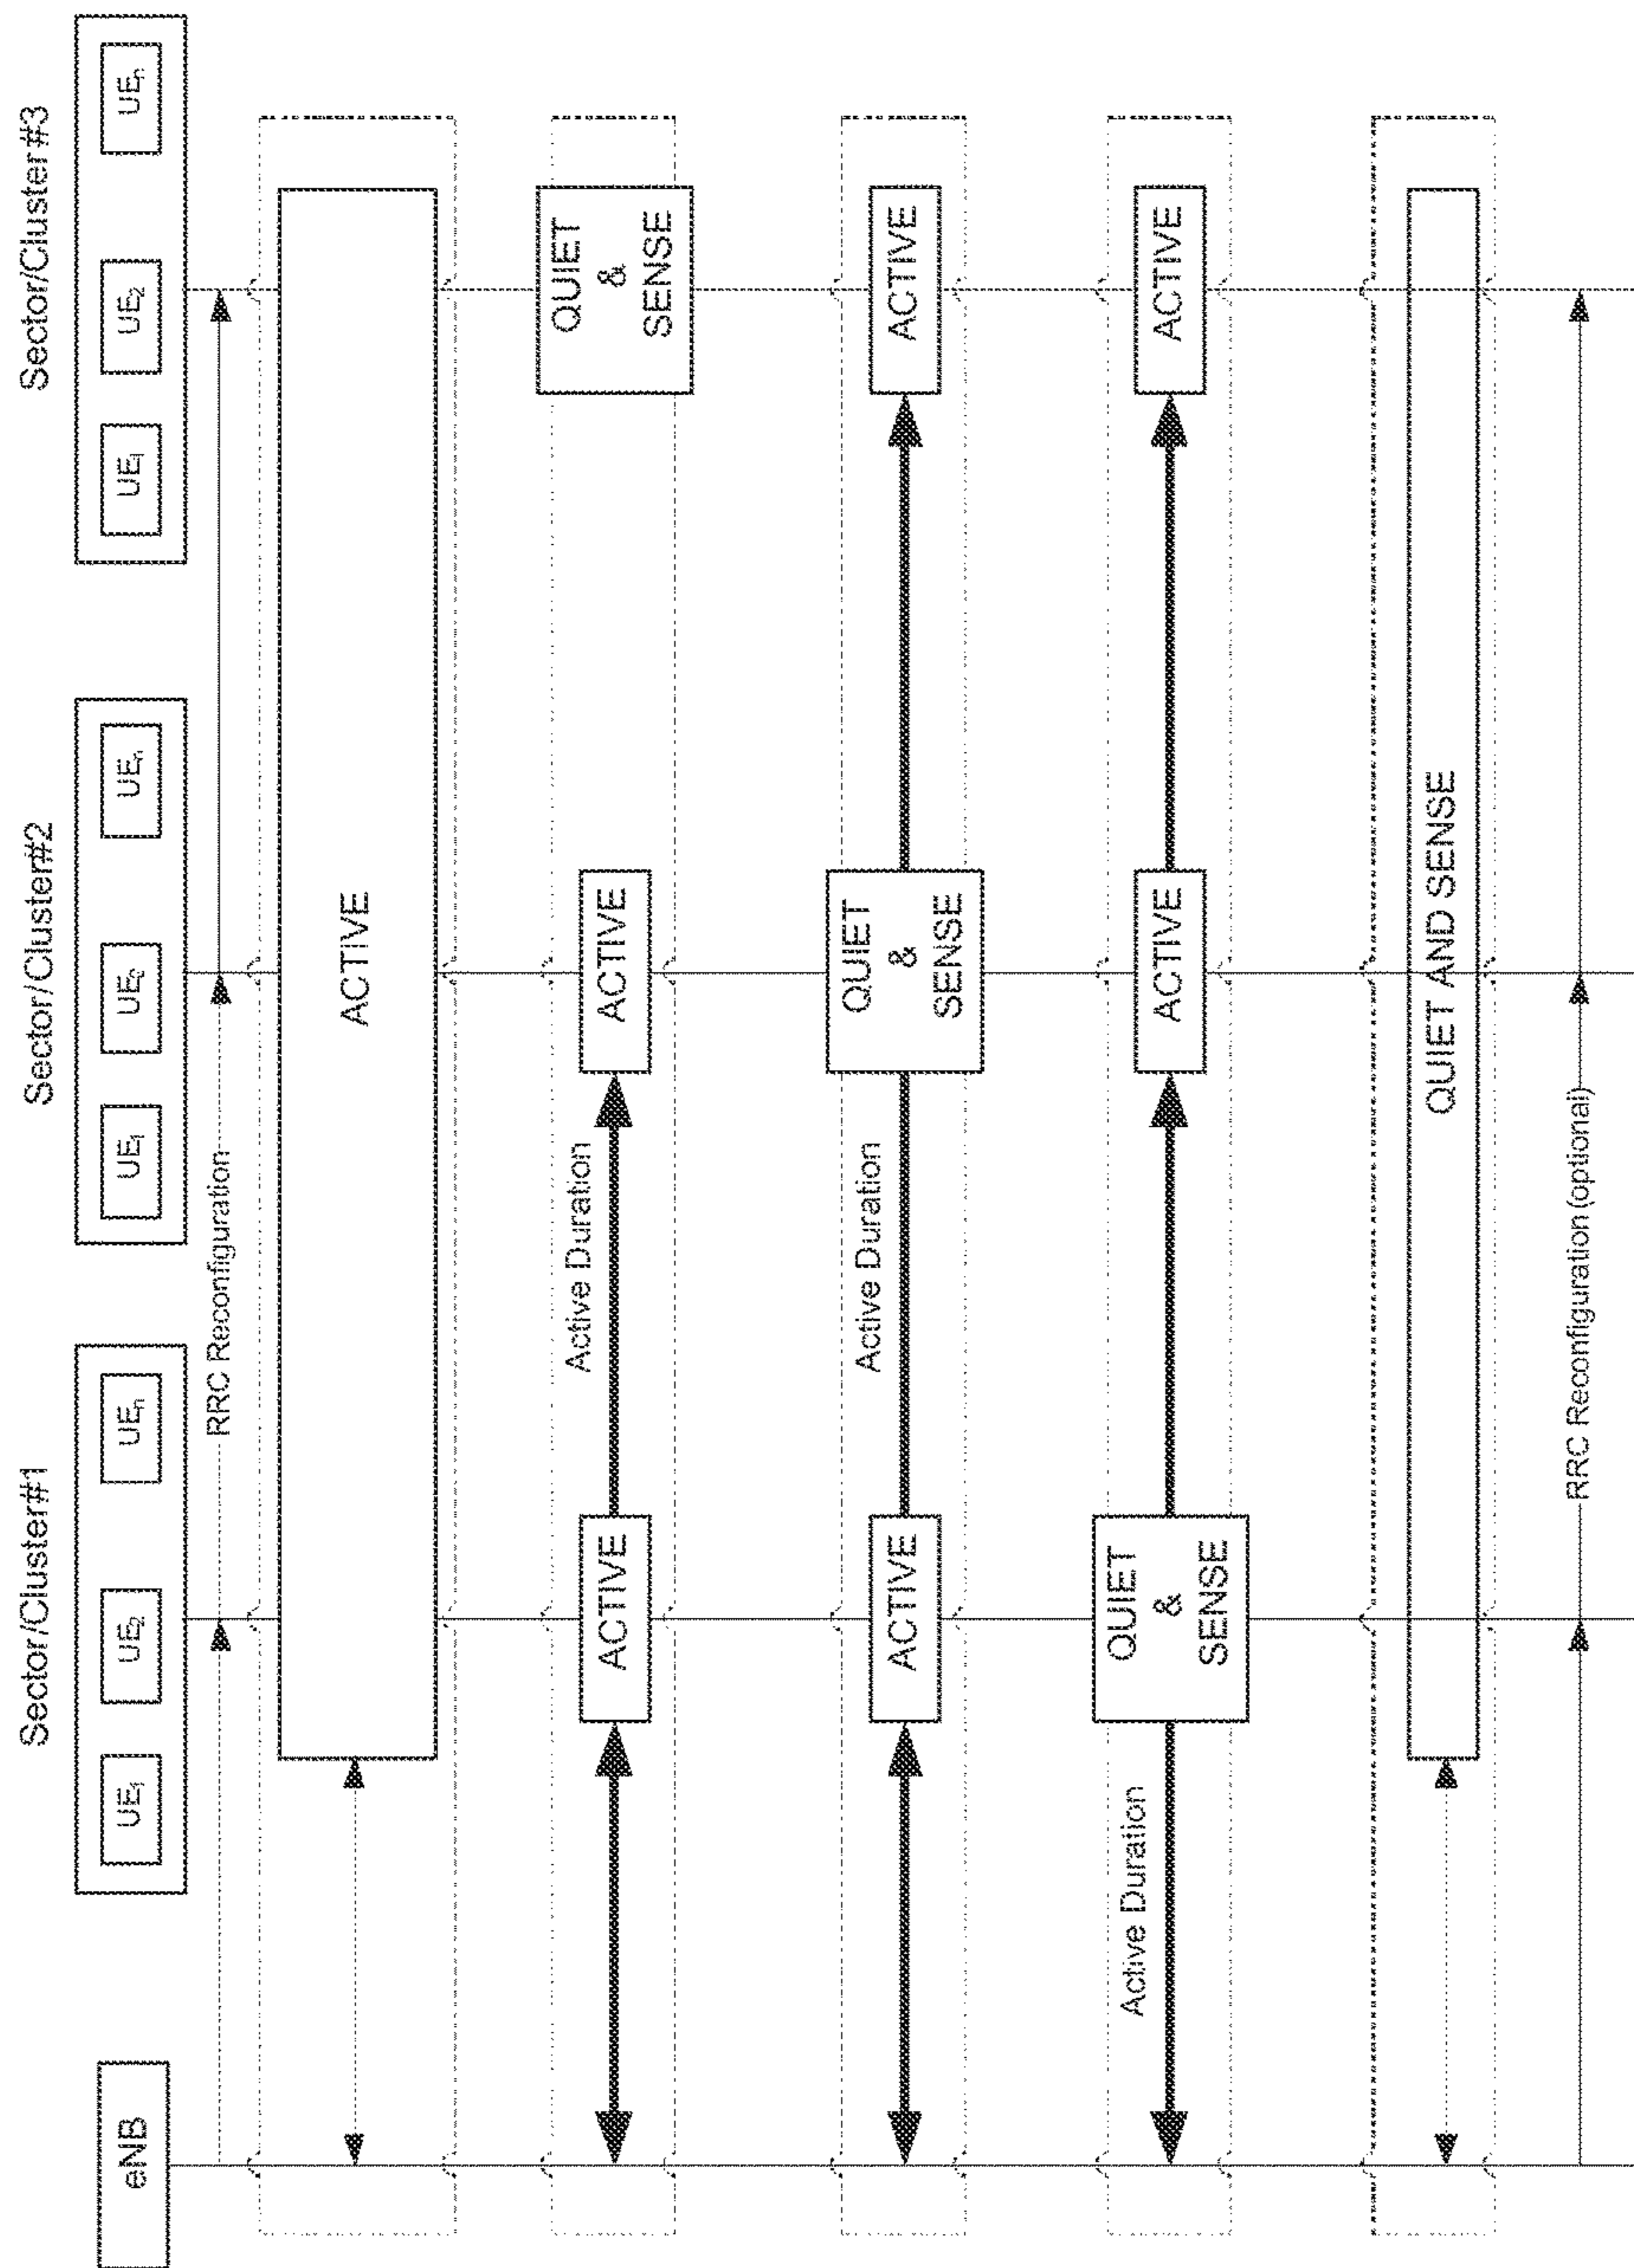 eNB
Sector/Cluster#1
UE₁
UE₂
UEₙ
Sector/Cluster#2
UE₁
UE₂
UEₙ
Sector/Cluster#3
UE₁
UE₂
UEₙ
RRC Reconfiguration
ACTIVE
ACTIVE
Active Duration
ACTIVE
QUIET
&
SENSE
ACTIVE
Active Duration
QUIET
&
SENSE
ACTIVE
Active Duration
QUIET
&
SENSE
ACTIVE
ACTIVE
QUIET AND SENSE
RRC Reconfiguration (optional)